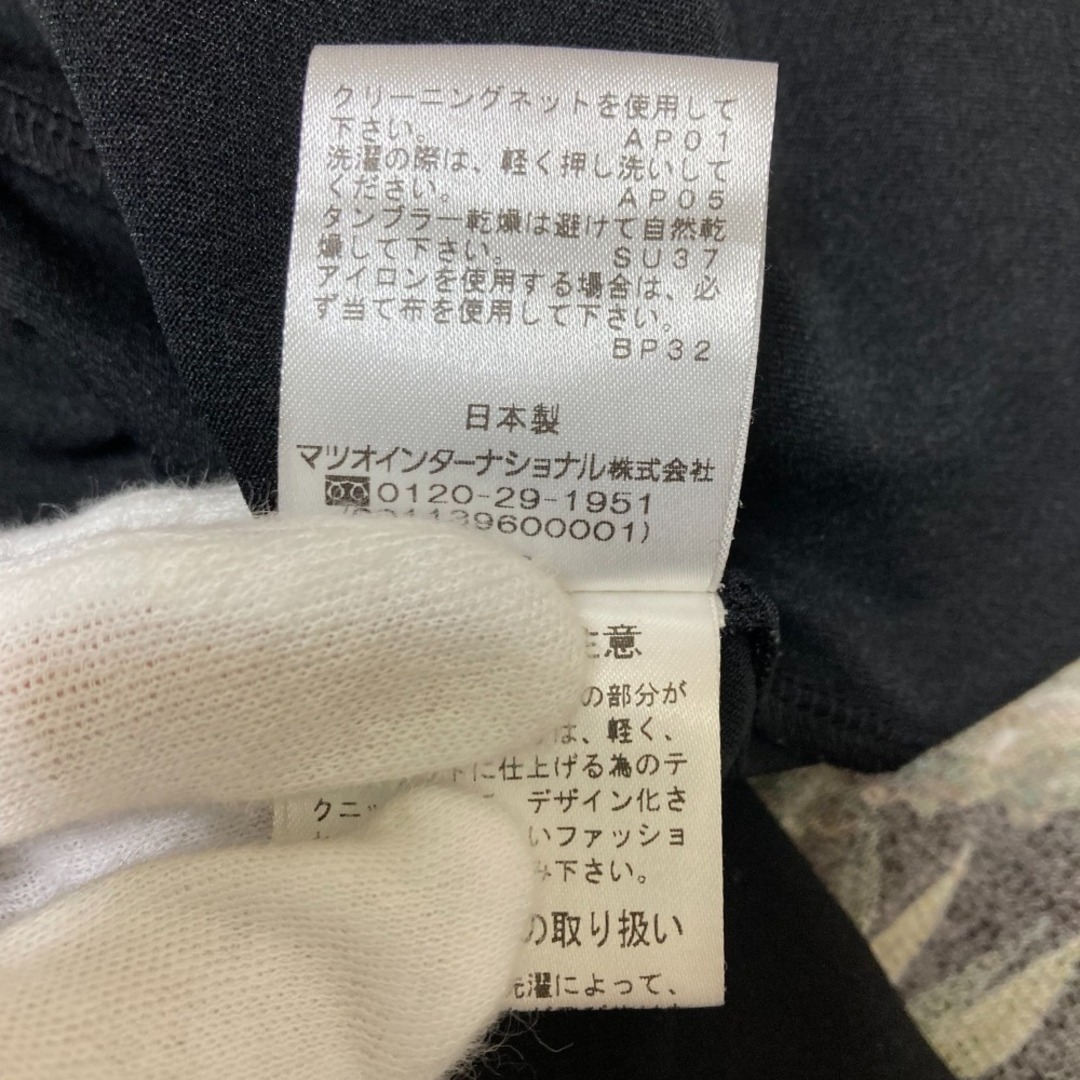 クリーニングネットを使用して
下さい。 AP01
洗濯の際は、軽く押し洗いして
ください。 AP05
タンブラー乾燥は避けて自然乾
燥して下さい。 SU37
アイロンを使用する場合は、必
ず当て布を使用して下さい。
BP32
日本製
マツオインターナショナル株式会社
0120-29-1951
39600001)
意
の部分が
は、軽く、
に仕上げる為のテ
クニッ デザイン化さ
いファッショ
下さい。
の取り扱い
洗濯によって、